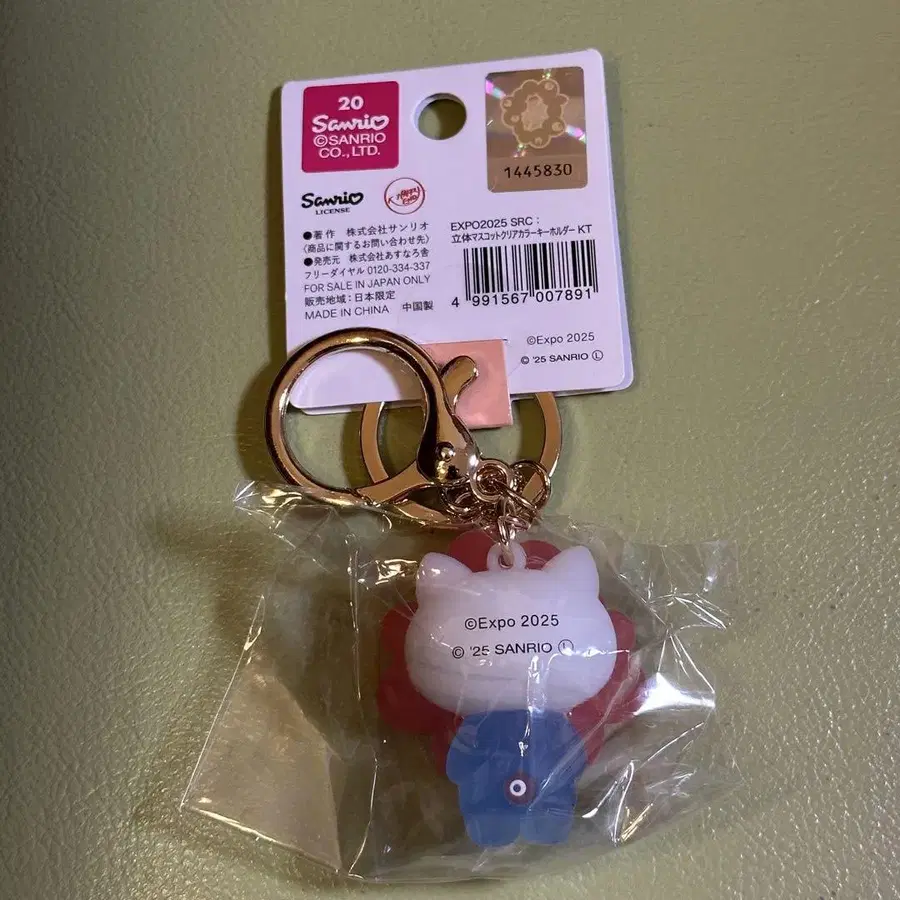 20
Sanrio
©SANRIO
CO.,LTD.
1445830
Sanrio
LICENSE
●著作 株式会社サンリオ
〈商品に関するお問い合わせ先〉
●発売元 株式会社あすなろ舎
フリーダイヤル 0120-334-337
FOR SALE IN JAPAN ONLY
販売地域：日本限定
MADE IN CHINA 中国製
EXPO2025 SRC：
立体マスコットクリアカラーキーホルダー KT
4 991567 007891
©Expo 2025
© '25 SANRIO Ⓛ
©Expo 2025
© '25 SANRIO Ⓛ